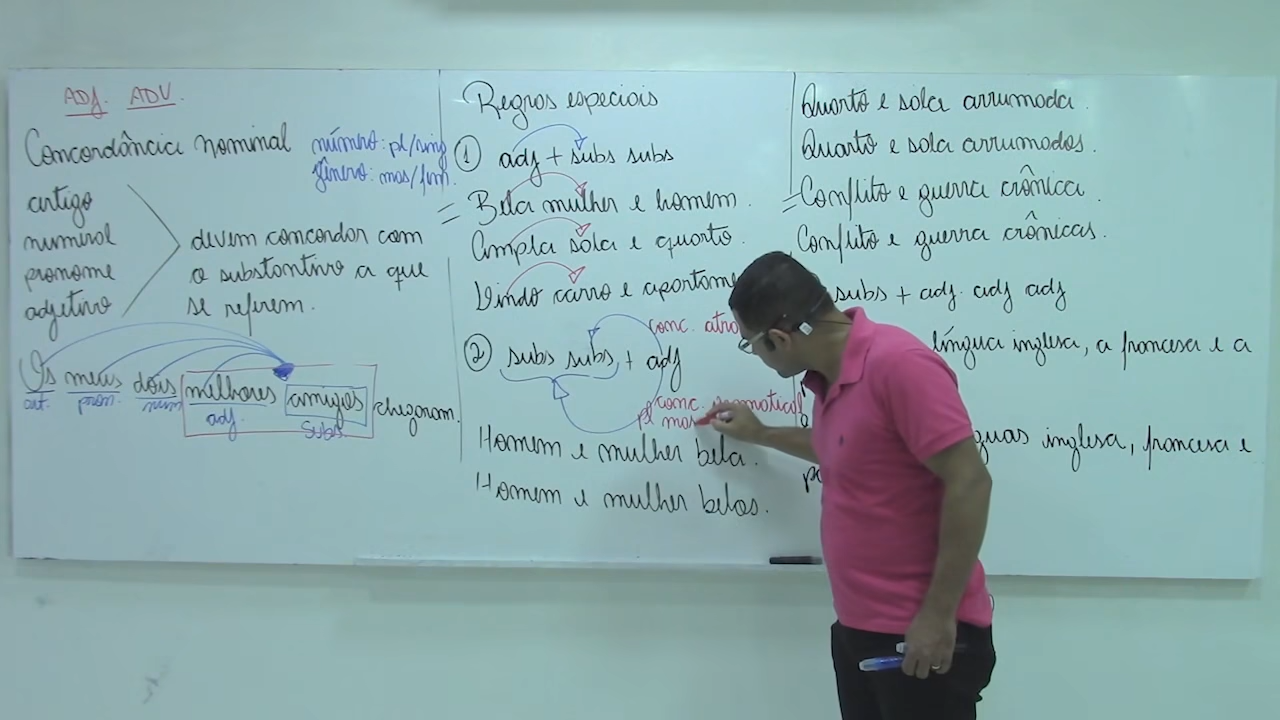 ADJ. ADV.
Concordância nominal
número: pl/sing
gênero: mas/fem.
artigo
numeral
pronome
adjetivo
devem concordar com
o substantivo a que
se referem.
Os meus dois melhores amigos chegaram.
art. pron. num adj. Subs.
Regras especiais
① adj + subs subs
Bela mulher e homem.
Ampla sala e quarto.
Lindo carro e apartame
② subs subs + adj
conc. atra
conc. gramatical
pl mas
Homem e mulher bela.
Homem e mulher belos.
Quarto e sala arrumada.
Quarto e sala arrumados.
Conflito e guerra crônica.
Conflito e guerra crônicas.
subs + adj. adj adj
língua inglesa, a francesa e a
guas inglesa, francesa e